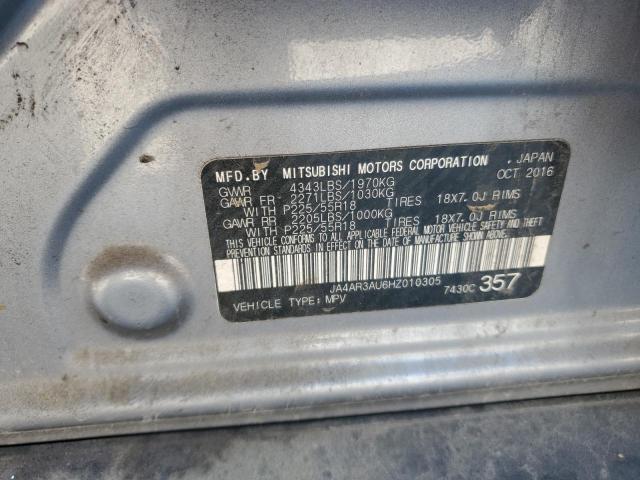 MFD.BY MITSUBISHI MOTORS CORPORATION . JAPAN
GVWR 4343LBS/1970KG OCT 2016
GAWR FR 2271LBS/1030KG
WITH P225/55R18 TIRES 18X7.0J RIMS
GAWR RR 2205LBS/1000KG
WITH P225/55R18 TIRES 18X7.0J RIMS
THIS VEHICLE CONFORMS TO ALL APPLICABLE FEDERAL MOTOR VEHICLE SAFETY AND THEFT
PREVENTION STANDARDS IN EFFECT ON THE DATE OF MANUFACTURE SHOWN ABOVE.
JA4AR3AU6HZ010305
VEHICLE TYPE: MPV 7430C 357